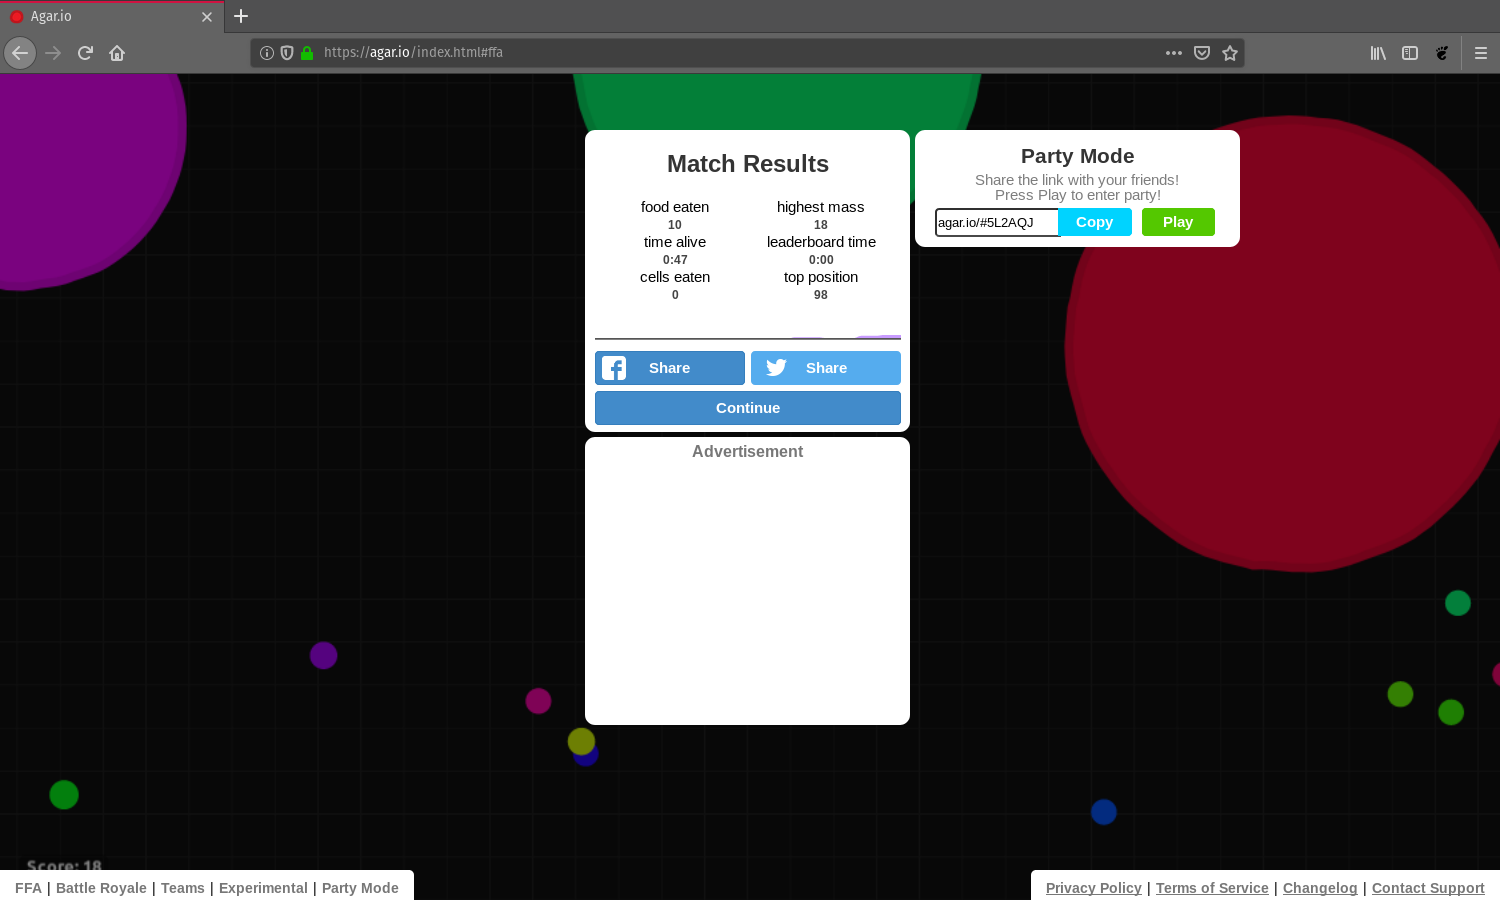 Agar.io
https://agar.io/index.html#ffa
Match Results
food eaten
10
highest mass
18
time alive
0:47
leaderboard time
0:00
cells eaten
0
top position
98
Share
Share
Continue
Advertisement
Party Mode
Share the link with your friends!
Press Play to enter party!
agar.io/#5L2AQJ
Copy
Play
Score: 18
FFA | Battle Royale | Teams | Experimental | Party Mode
Privacy Policy | Terms of Service | Changelog | Contact Support